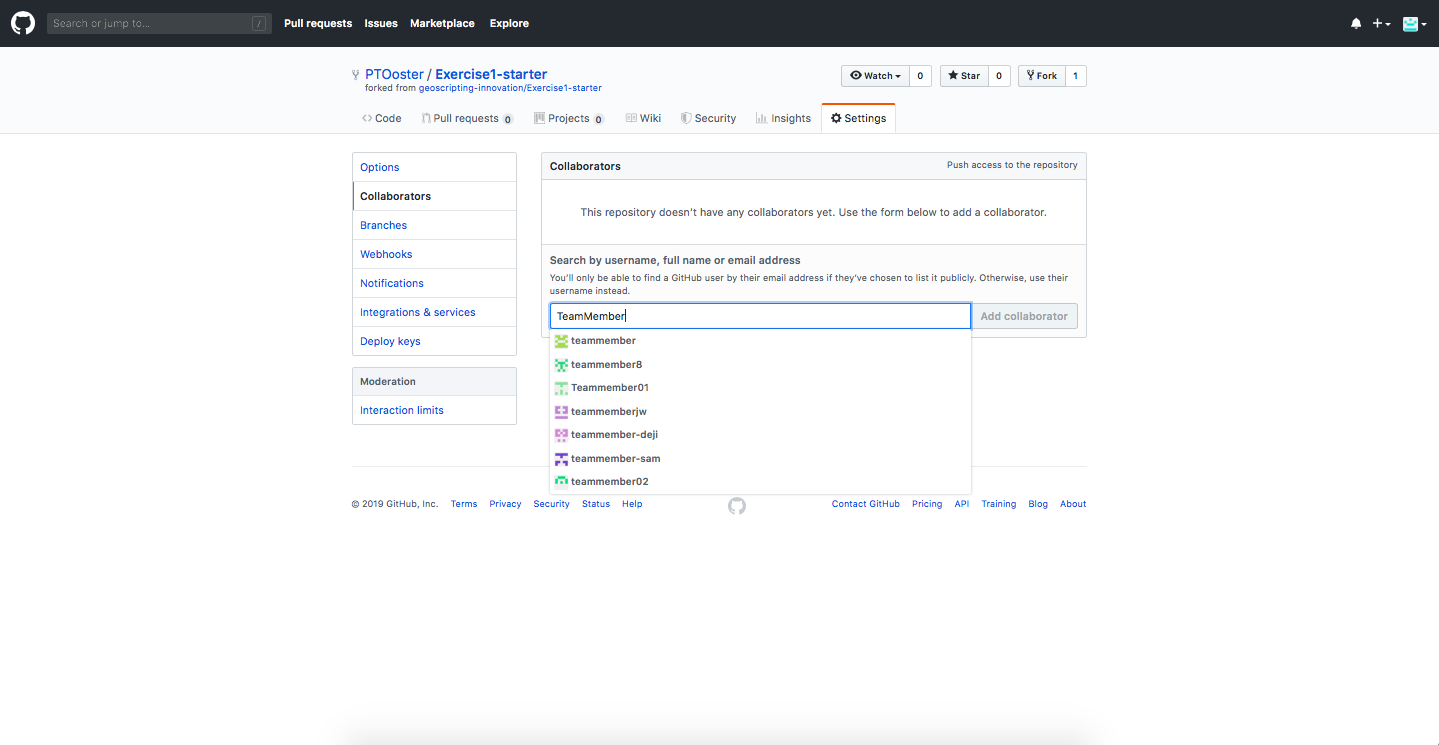 Search or jump to...
/
Pull requests
Issues
Marketplace
Explore
PTOoster / Exercise1-starter
forked from geoscripting-innovation/Exercise1-starter
Watch
0
Star
0
Fork
1
Code
Pull requests 0
Projects 0
Wiki
Security
Insights
Settings
Options
Collaborators
Branches
Webhooks
Notifications
Integrations & services
Deploy keys
Moderation
Interaction limits
Collaborators
Push access to the repository
This repository doesn't have any collaborators yet. Use the form below to add a collaborator.
Search by username, full name or email address
You'll only be able to find a GitHub user by their email address if they've chosen to list it publicly. Otherwise, use their
username instead.
TeamMember
Add collaborator
teammember
teammember8
Teammember01
teammemberjw
teammember-deji
teammember-sam
teammember02
© 2019 GitHub, Inc.
Terms
Privacy
Security
Status
Help
Contact GitHub
Pricing
API
Training
Blog
About